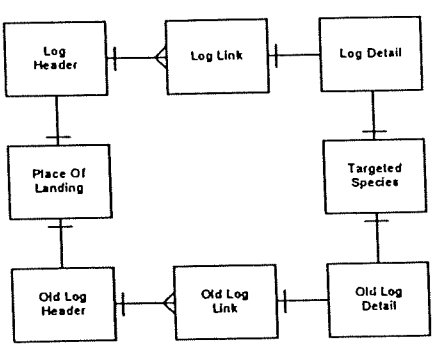 Log
Header
Log Link
Log Detail
Place Of
Landing
Targeted
Species
Old Log
Header
Old Log
Link
Old Log
Detail